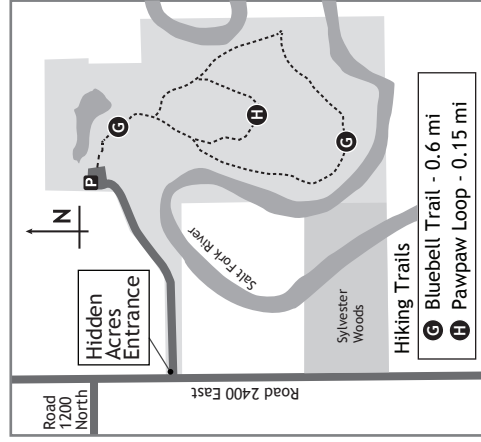 Road
1200
North
Hidden
Acres
Entrance
N
P
G
H
G
Salt Fork River
Road 2400 East
Sylvester
Woods
Hiking Trails
G Bluebell Trail - 0.6 mi
H Pawpaw Loop - 0.15 mi